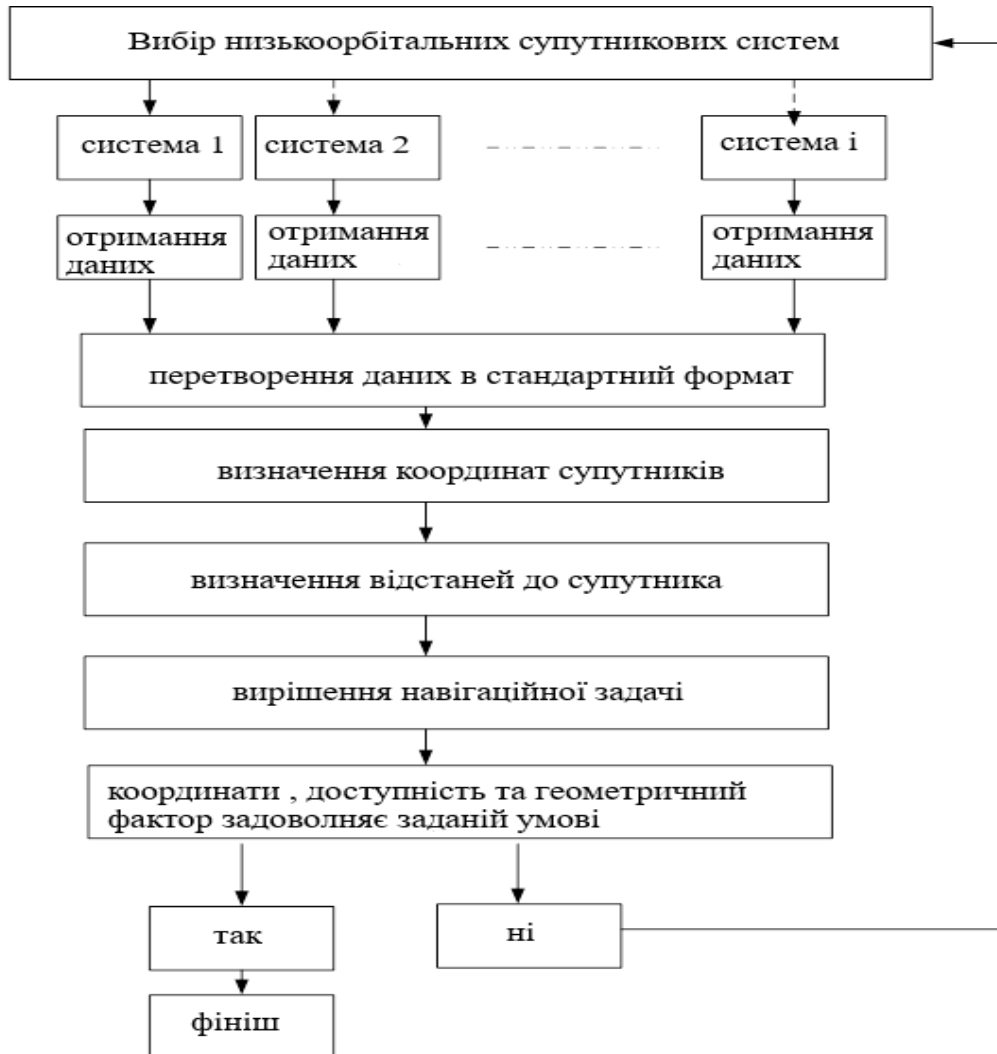 Вибір низькоорбітальних супутникових систем
система 1
система 2
система i
отримання
даних
отримання
даних
отримання
даних
перетворення даних в стандартний формат
визначення координат супутників
визначення відстаней до супутника
вирішення навігаційної задачі
координати , доступність та геометричний
фактор задоволняє заданій умові
так
ні
фініш